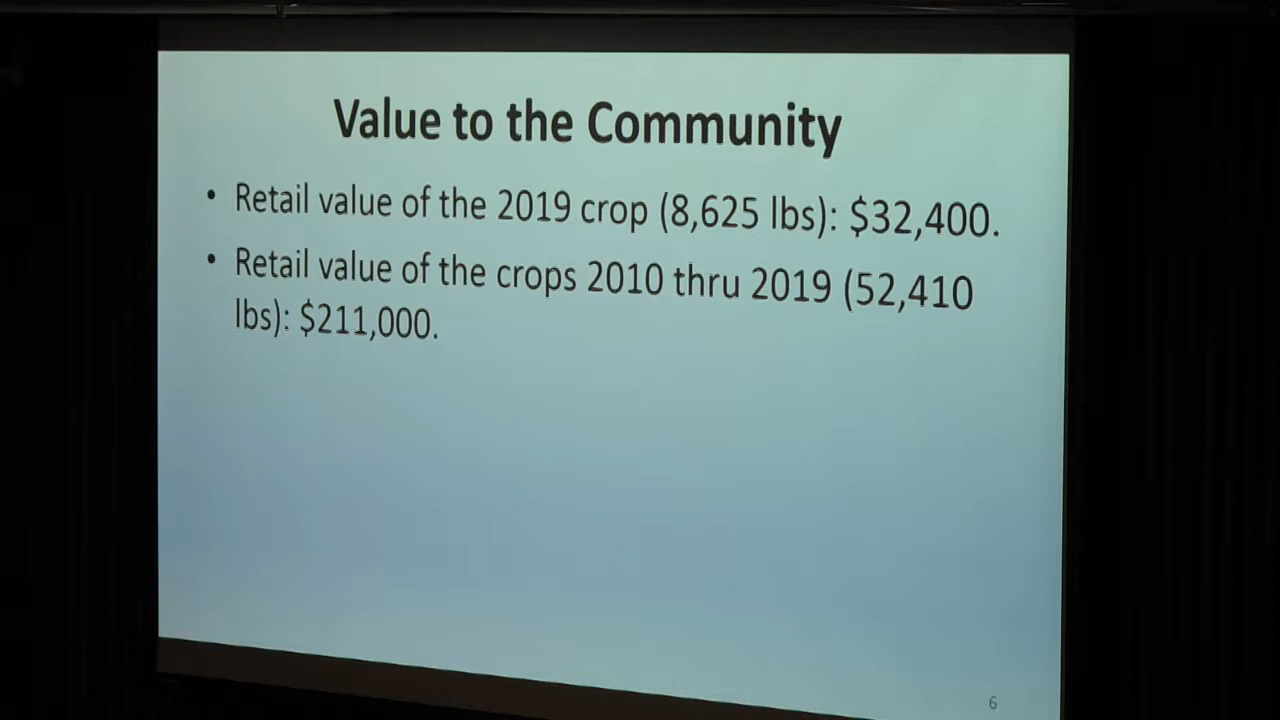 Value to the Community
• Retail value of the 2019 crop (8,625 lbs): $32,400.
• Retail value of the crops 2010 thru 2019 (52,410
lbs): $211,000.
6